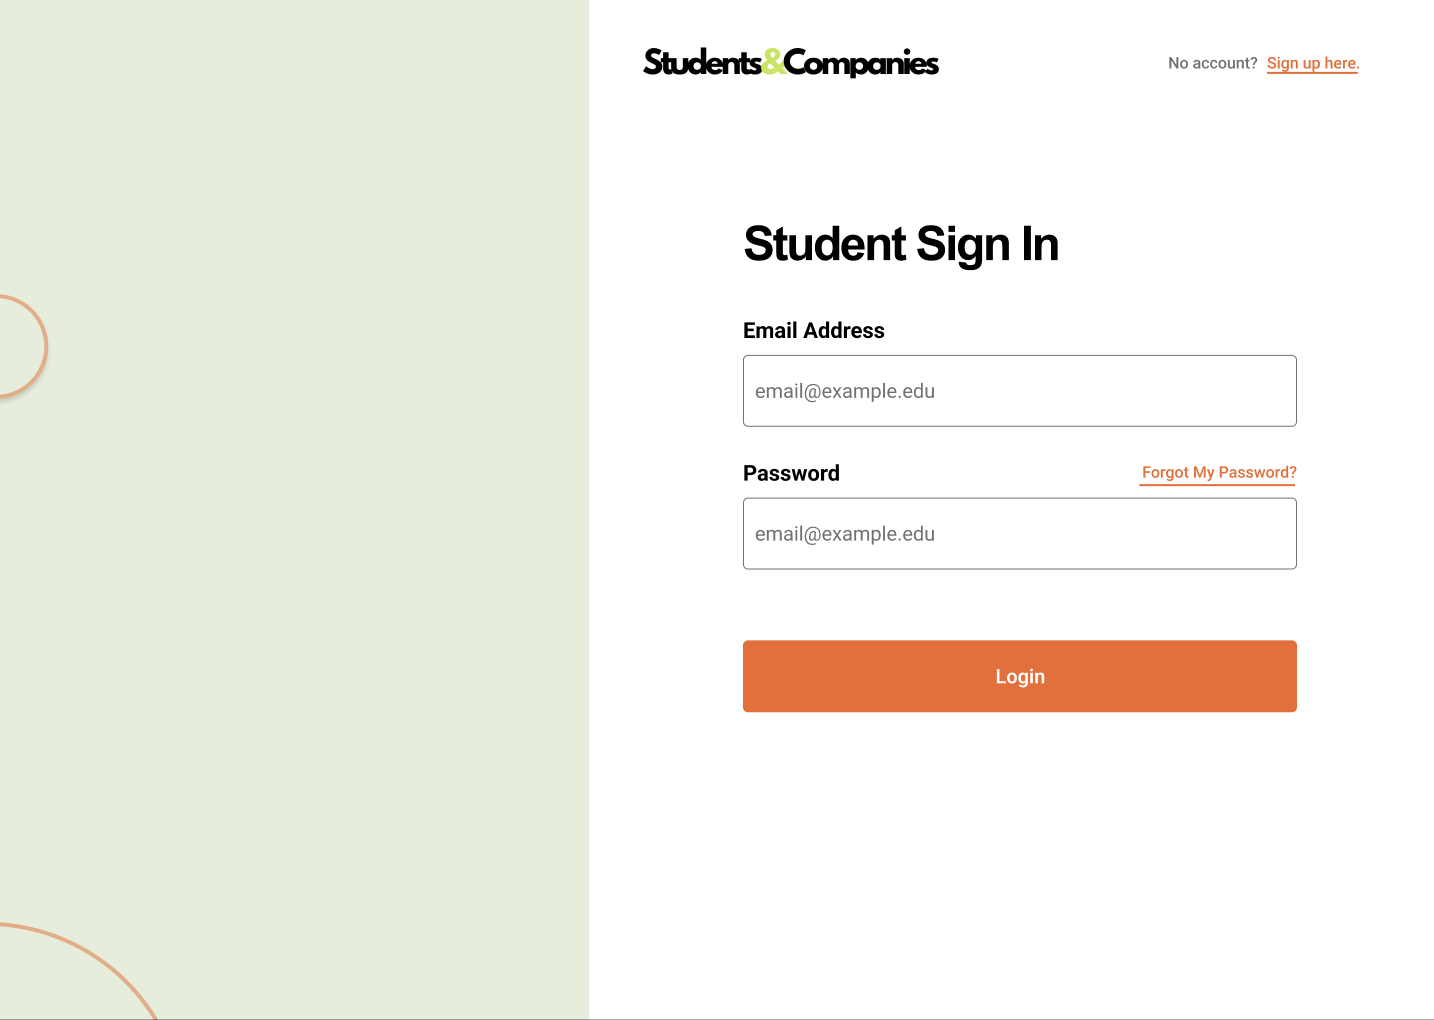 Students&Companies
No account? Sign up here.
Student Sign In
Email Address
email@example.edu
Password Forgot My Password?
email@example.edu
Login